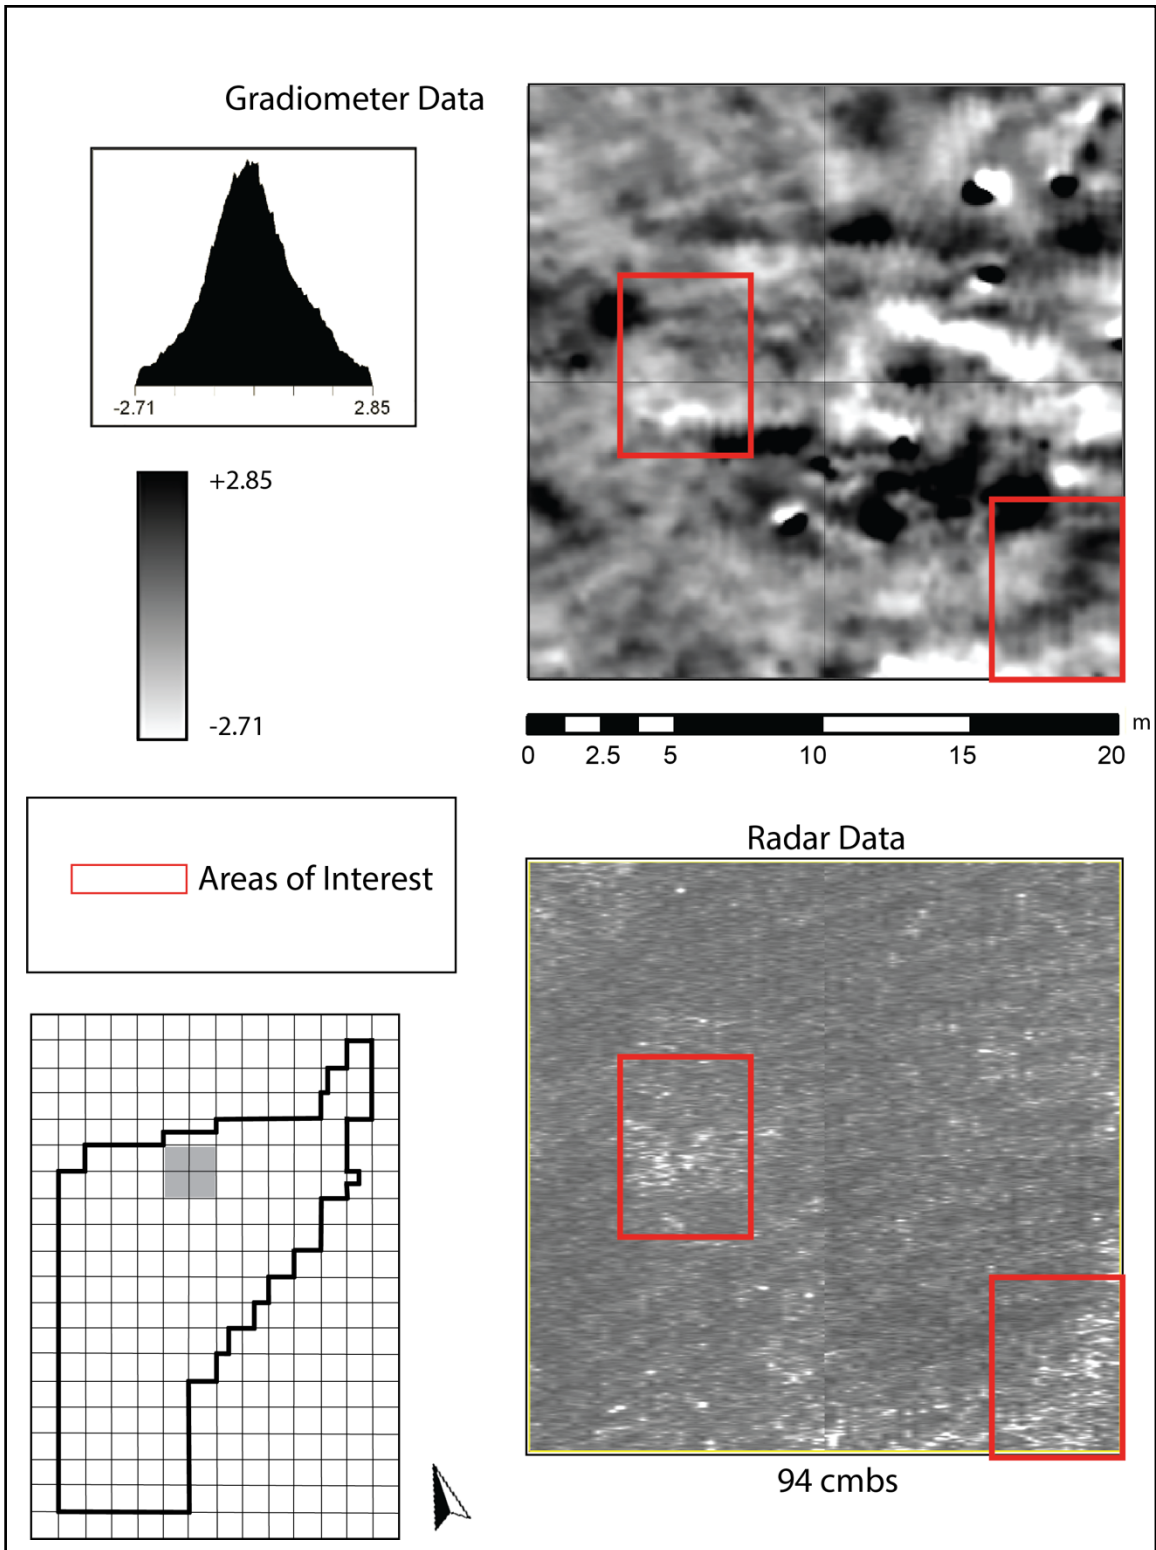 Gradiometer Data
-2.71 2.85
+2.85
-2.71
m
0 2.5 5 10 15 20
Areas of Interest
Radar Data
94 cmbs